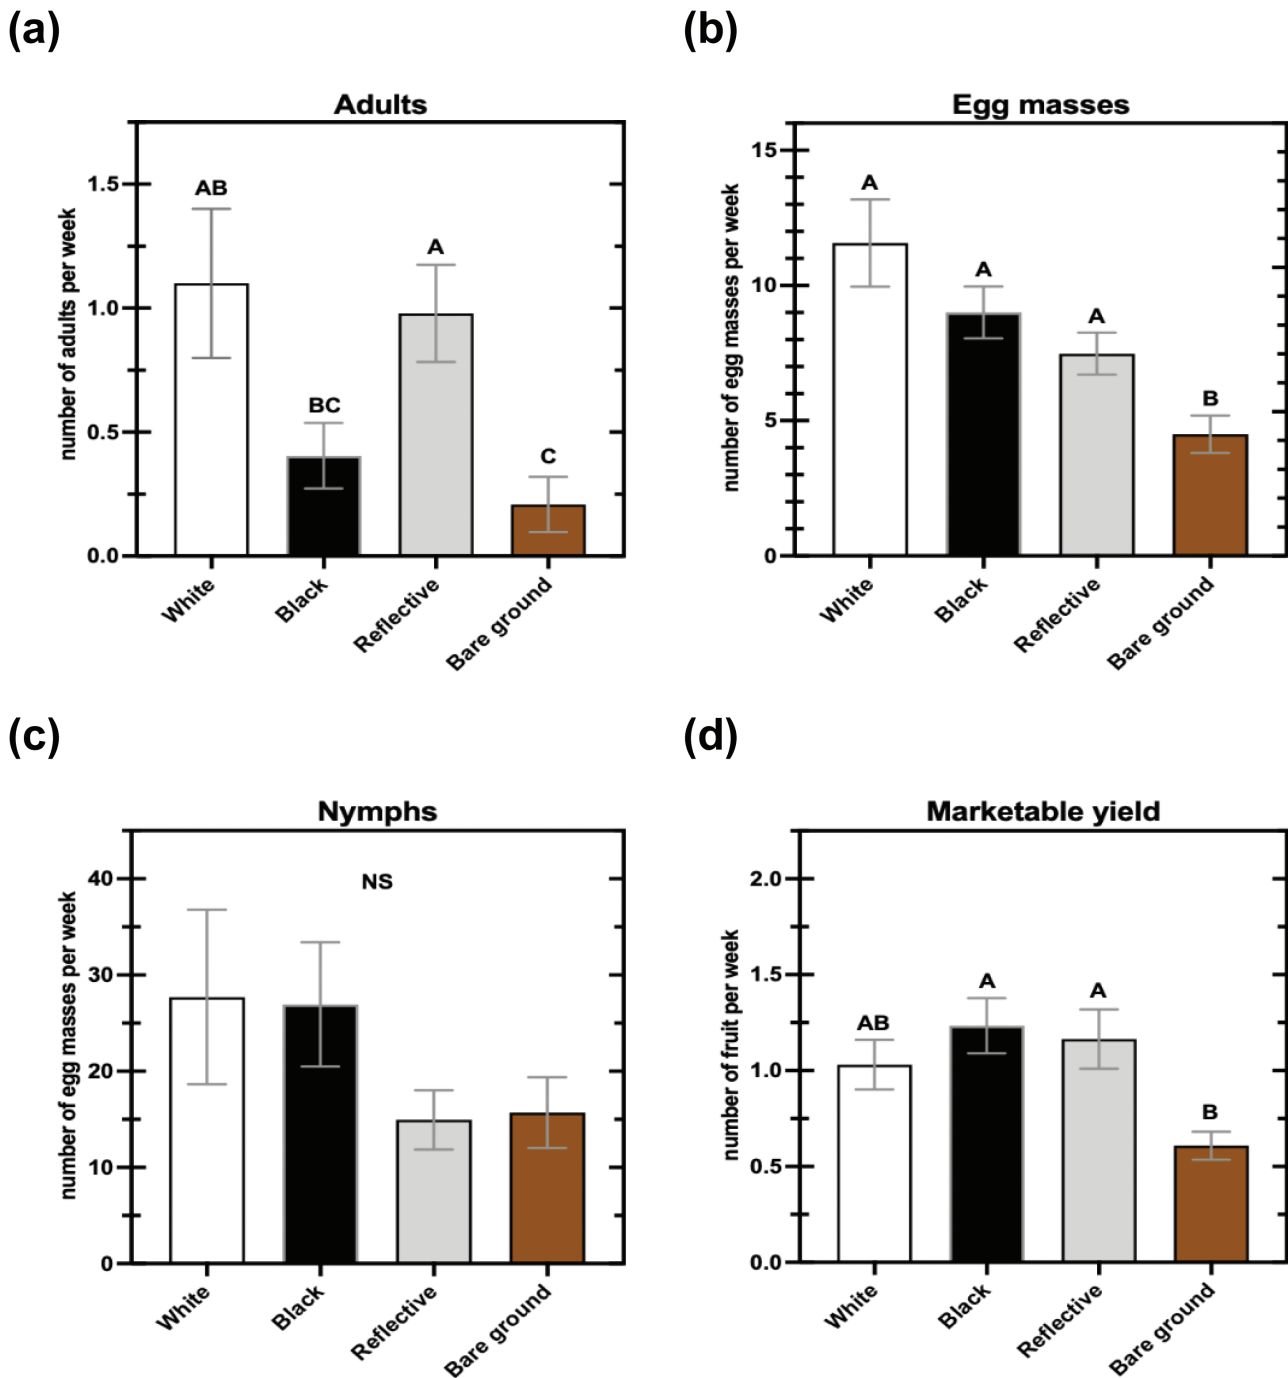 (a)
Adults
number of adults per week
1.5
1.0
0.5
0.0
AB
BC
A
C
White
Black
Reflective
Bare ground
(b)
Egg masses
number of egg masses per week
15
10
5
0
A
A
A
B
White
Black
Reflective
Bare ground
(c)
Nymphs
number of egg masses per week
40
30
20
10
0
NS
White
Black
Reflective
Bare ground
(d)
Marketable yield
number of fruit per week
2.0
1.5
1.0
0.5
0.0
AB
A
A
B
White
Black
Reflective
Bare ground